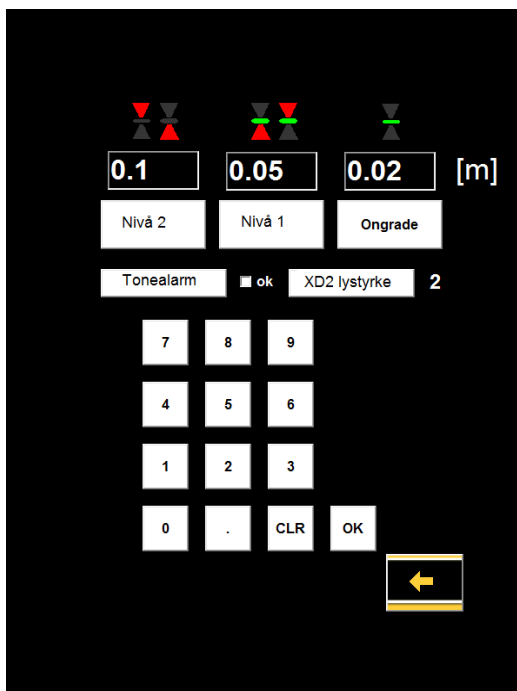 0.1 0.05 0.02 [m]
Nivå 2 Nivå 1 Ongrade
Tonealarm ok XD2 lystyrke 2
7 8 9
4 5 6
1 2 3
0 . CLR OK